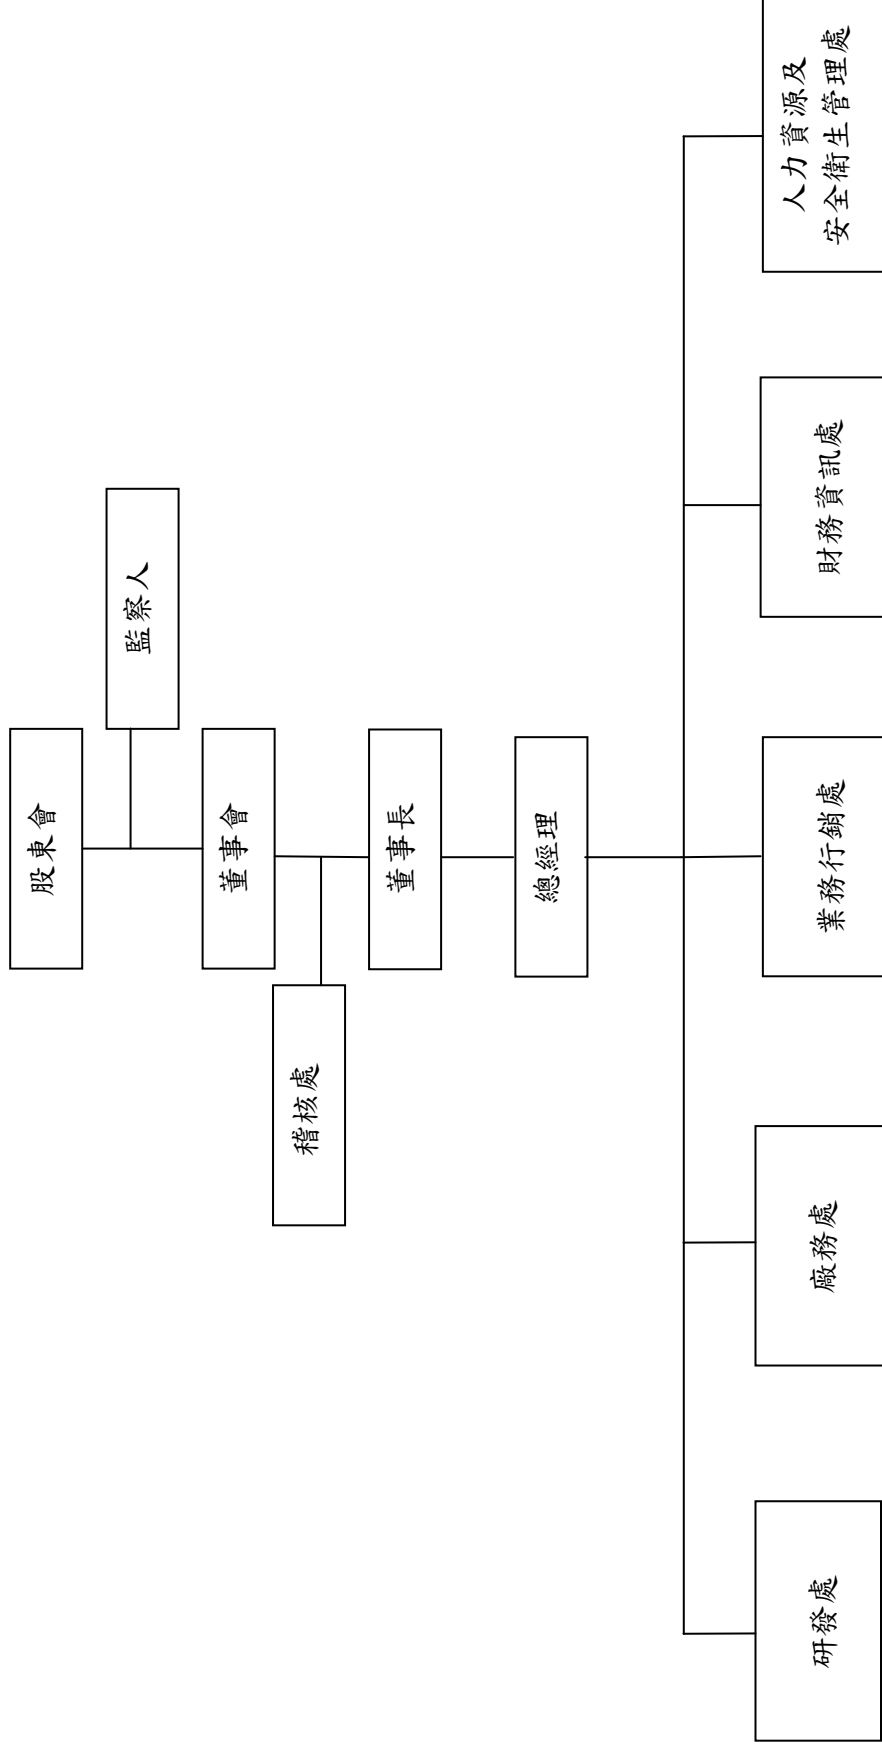 股東會
監察人
董事會
稽核處
董事長
總經理
研發處
廠務處
業務行銷處
財務資訊處
人力資源及
安全衛生管理處